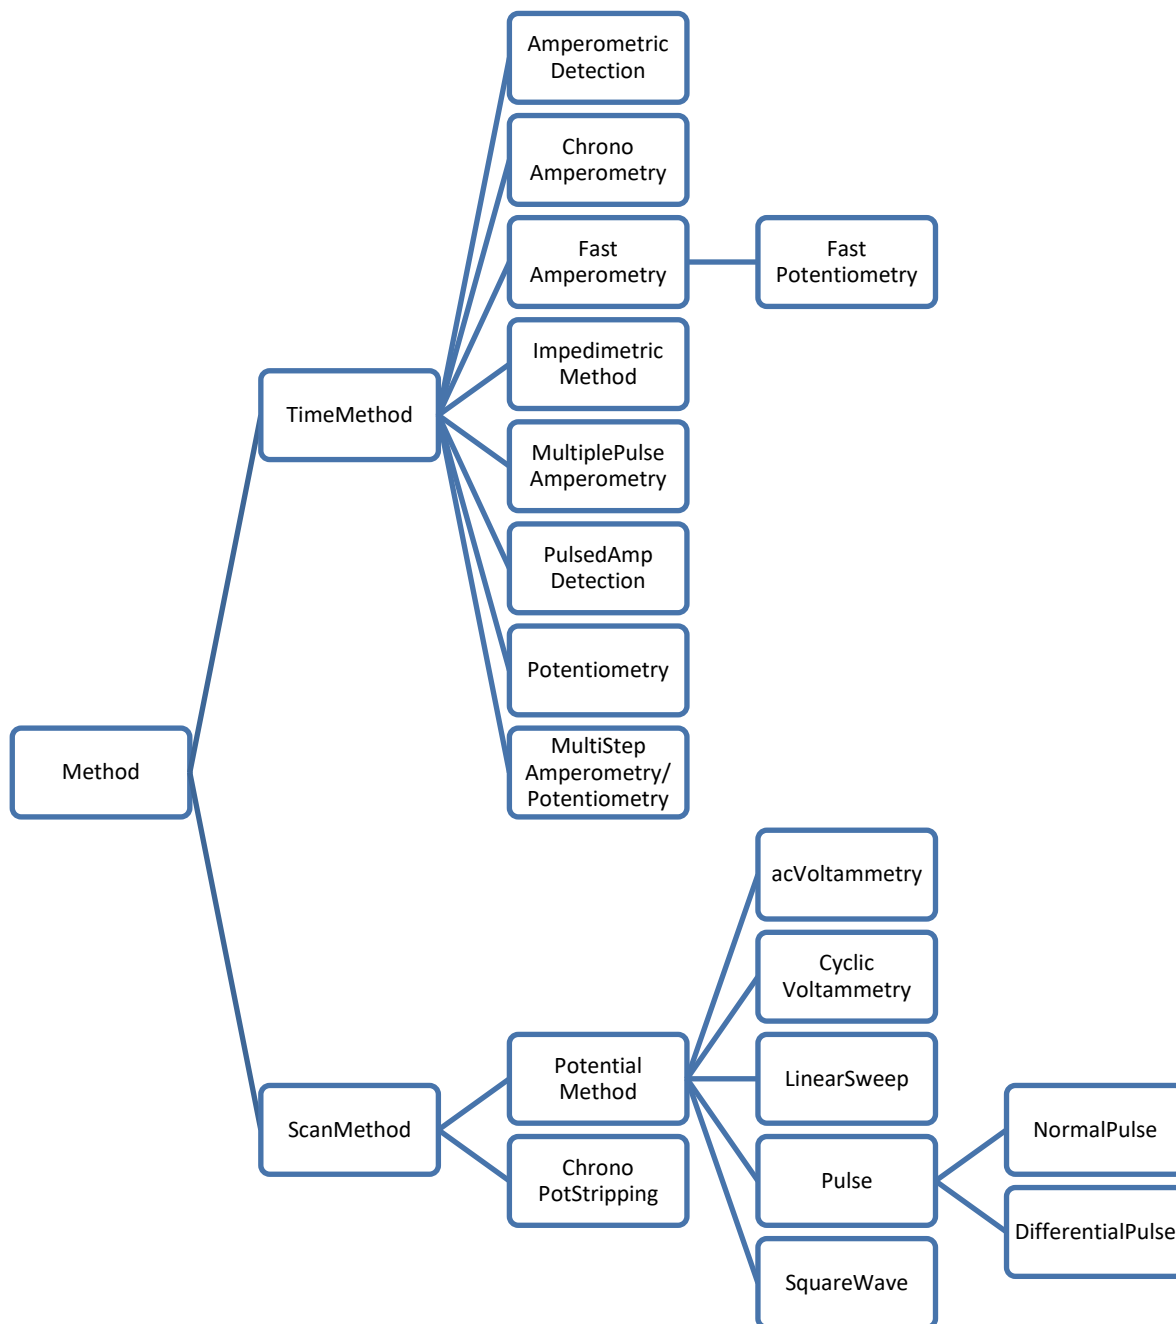 Amperometric
Detection
Chrono
Amperometry
Fast
Amperometry
Fast
Potentiometry
Impedimetric
Method
TimeMethod
MultiplePulse
Amperometry
PulsedAmp
Detection
Potentiometry
Method
MultiStep
Amperometry/
Potentiometry
acVoltammetry
Cyclic
Voltammetry
Potential
Method
LinearSweep
ScanMethod
NormalPulse
Chrono
PotStripping
Pulse
DifferentialPulse
SquareWave